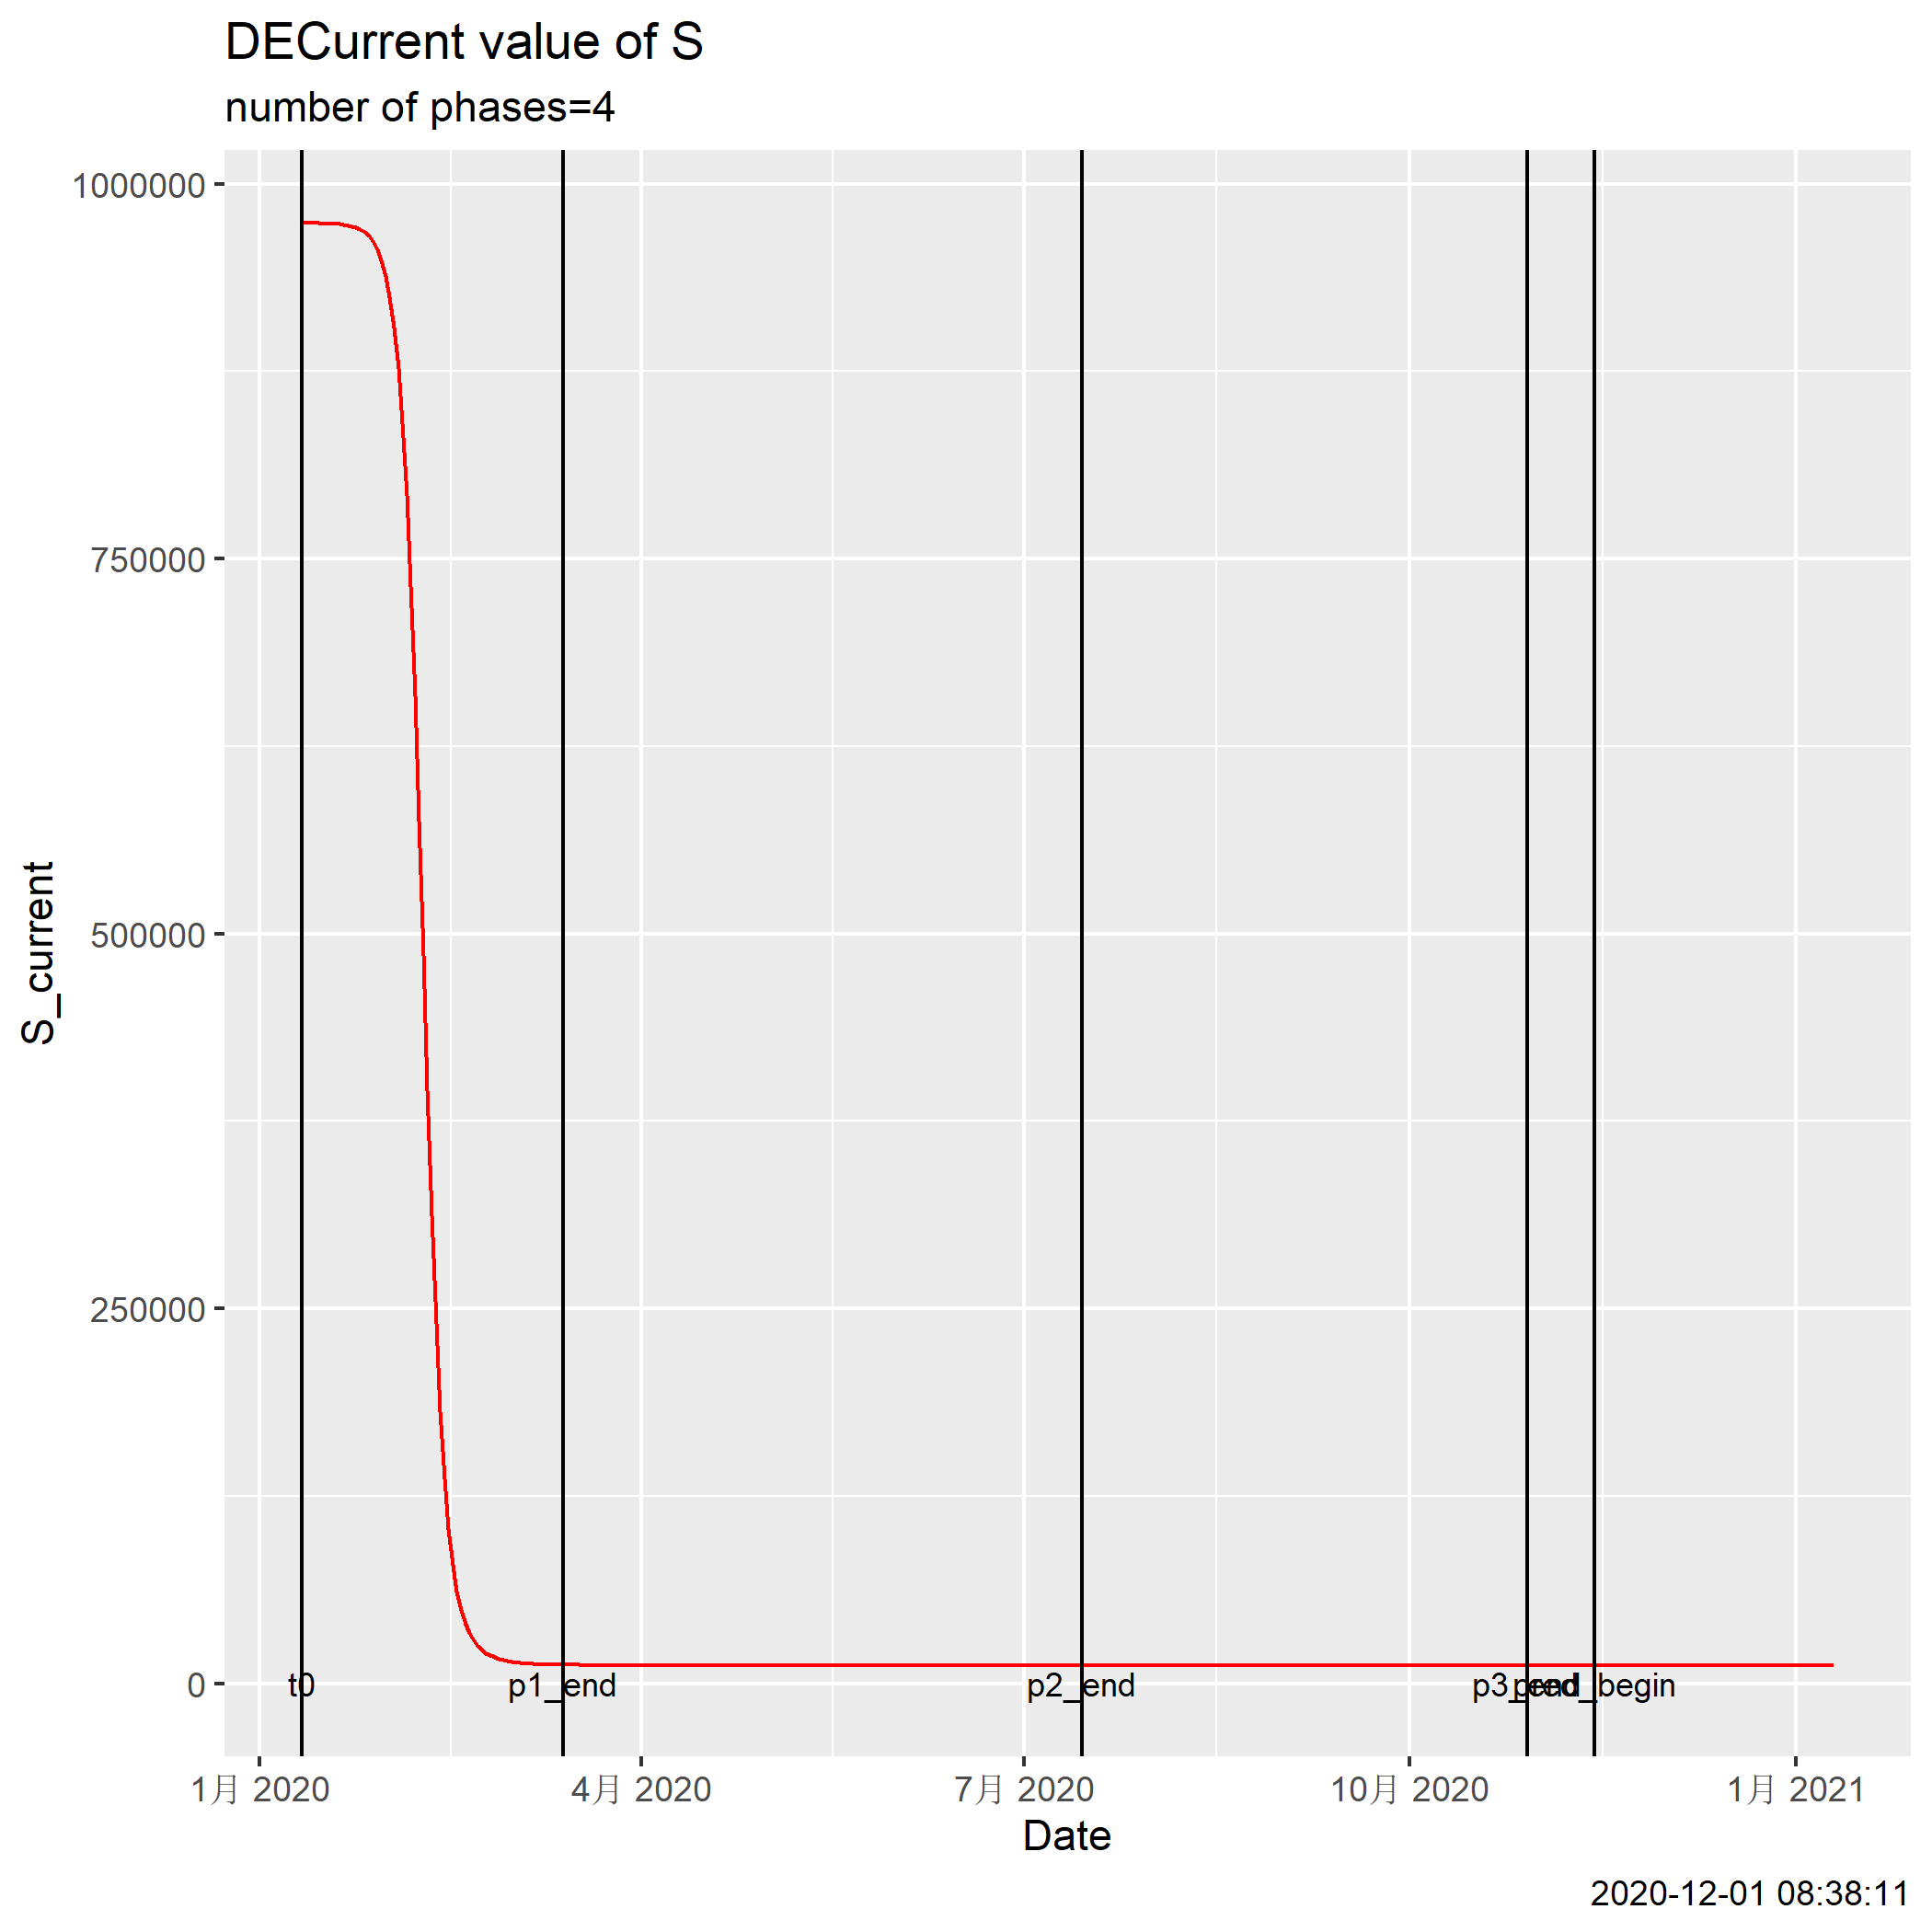 DECurrent value of S
number of phases=4
1000000
750000
500000
250000
0
S_current
t0
p1_end
p2_end
p3_end
pred_begin
1月 2020
4月 2020
7月 2020
10月 2020
1月 2021
Date
2020-12-01 08:38:11